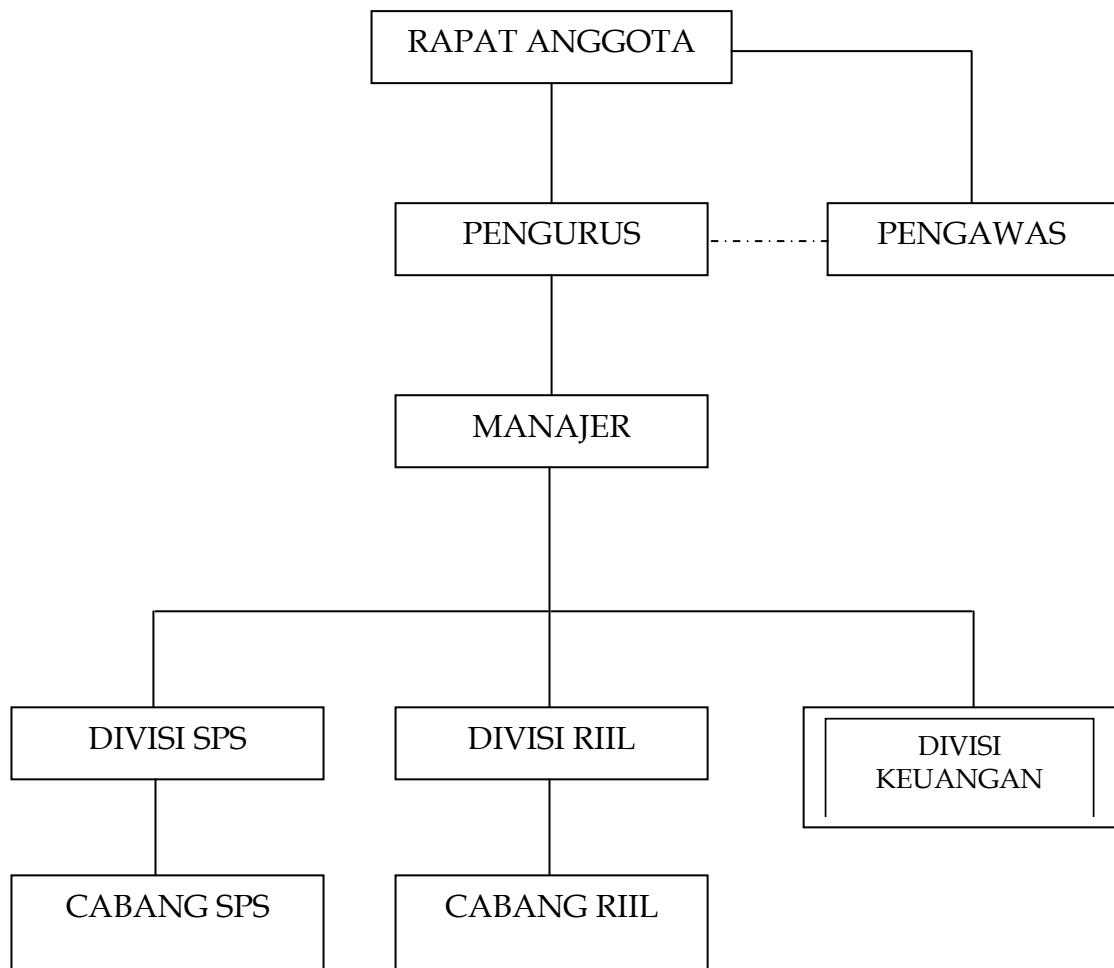 RAPAT ANGGOTA
PENGURUS
PENGAWAS
MANAJER
DIVISI SPS
DIVISI RIIL
DIVISI
KEUANGAN
CABANG SPS
CABANG RIIL